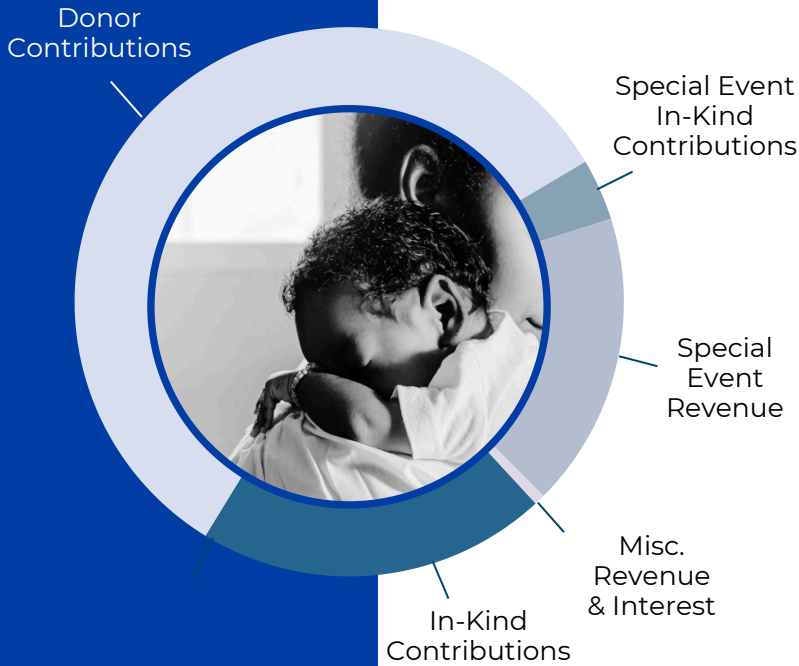 Donor
Contributions
Special Event
In-Kind
Contributions
Special
Event
Revenue
Misc.
Revenue
& Interest
In-Kind
Contributions